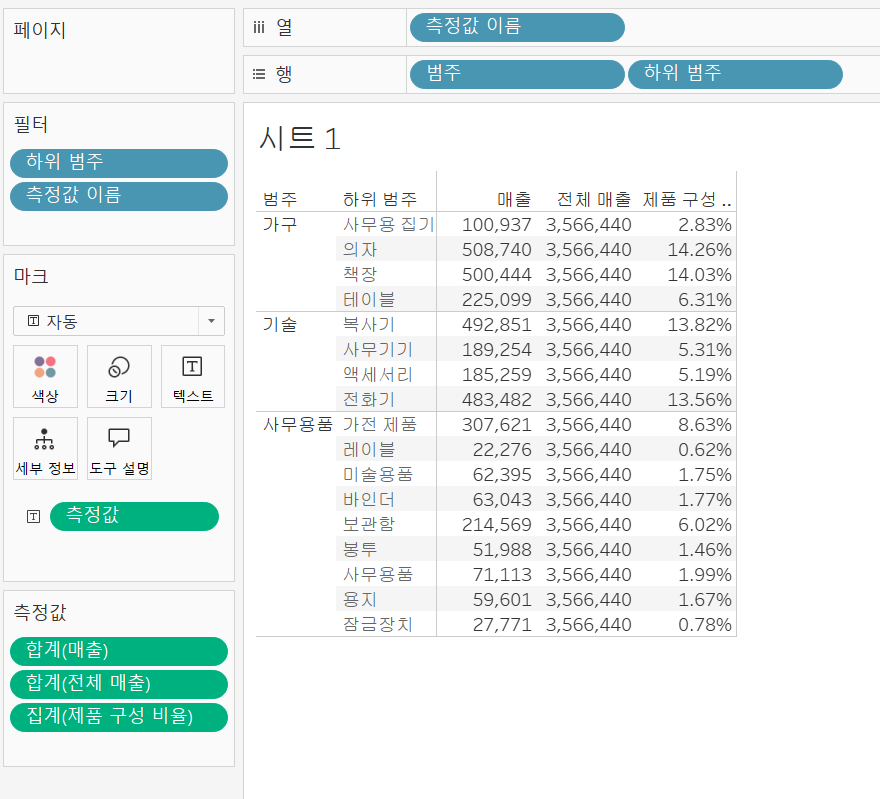 페이지
열
측정값 이름
행
범주
하위 범주
필터
하위 범주
측정값 이름
마크
자동
색상
크기
텍스트
세부 정보
도구 설명
측정값
측정값
합계(매출)
합계(전체 매출)
집계(제품 구성 비율)
시트 1
범주 하위 범주 매출 전체 매출 제품 구성 ..
가구 사무용 집기 100,937 3,566,440 2.83%
의자 508,740 3,566,440 14.26%
책장 500,444 3,566,440 14.03%
테이블 225,099 3,566,440 6.31%
기술 복사기 492,851 3,566,440 13.82%
사무기기 189,254 3,566,440 5.31%
액세서리 185,259 3,566,440 5.19%
전화기 483,482 3,566,440 13.56%
사무용품 가전 제품 307,621 3,566,440 8.63%
레이블 22,276 3,566,440 0.62%
미술용품 62,395 3,566,440 1.75%
바인더 63,043 3,566,440 1.77%
보관함 214,569 3,566,440 6.02%
봉투 51,988 3,566,440 1.46%
사무용품 71,113 3,566,440 1.99%
용지 59,601 3,566,440 1.67%
잠금장치 27,771 3,566,440 0.78%